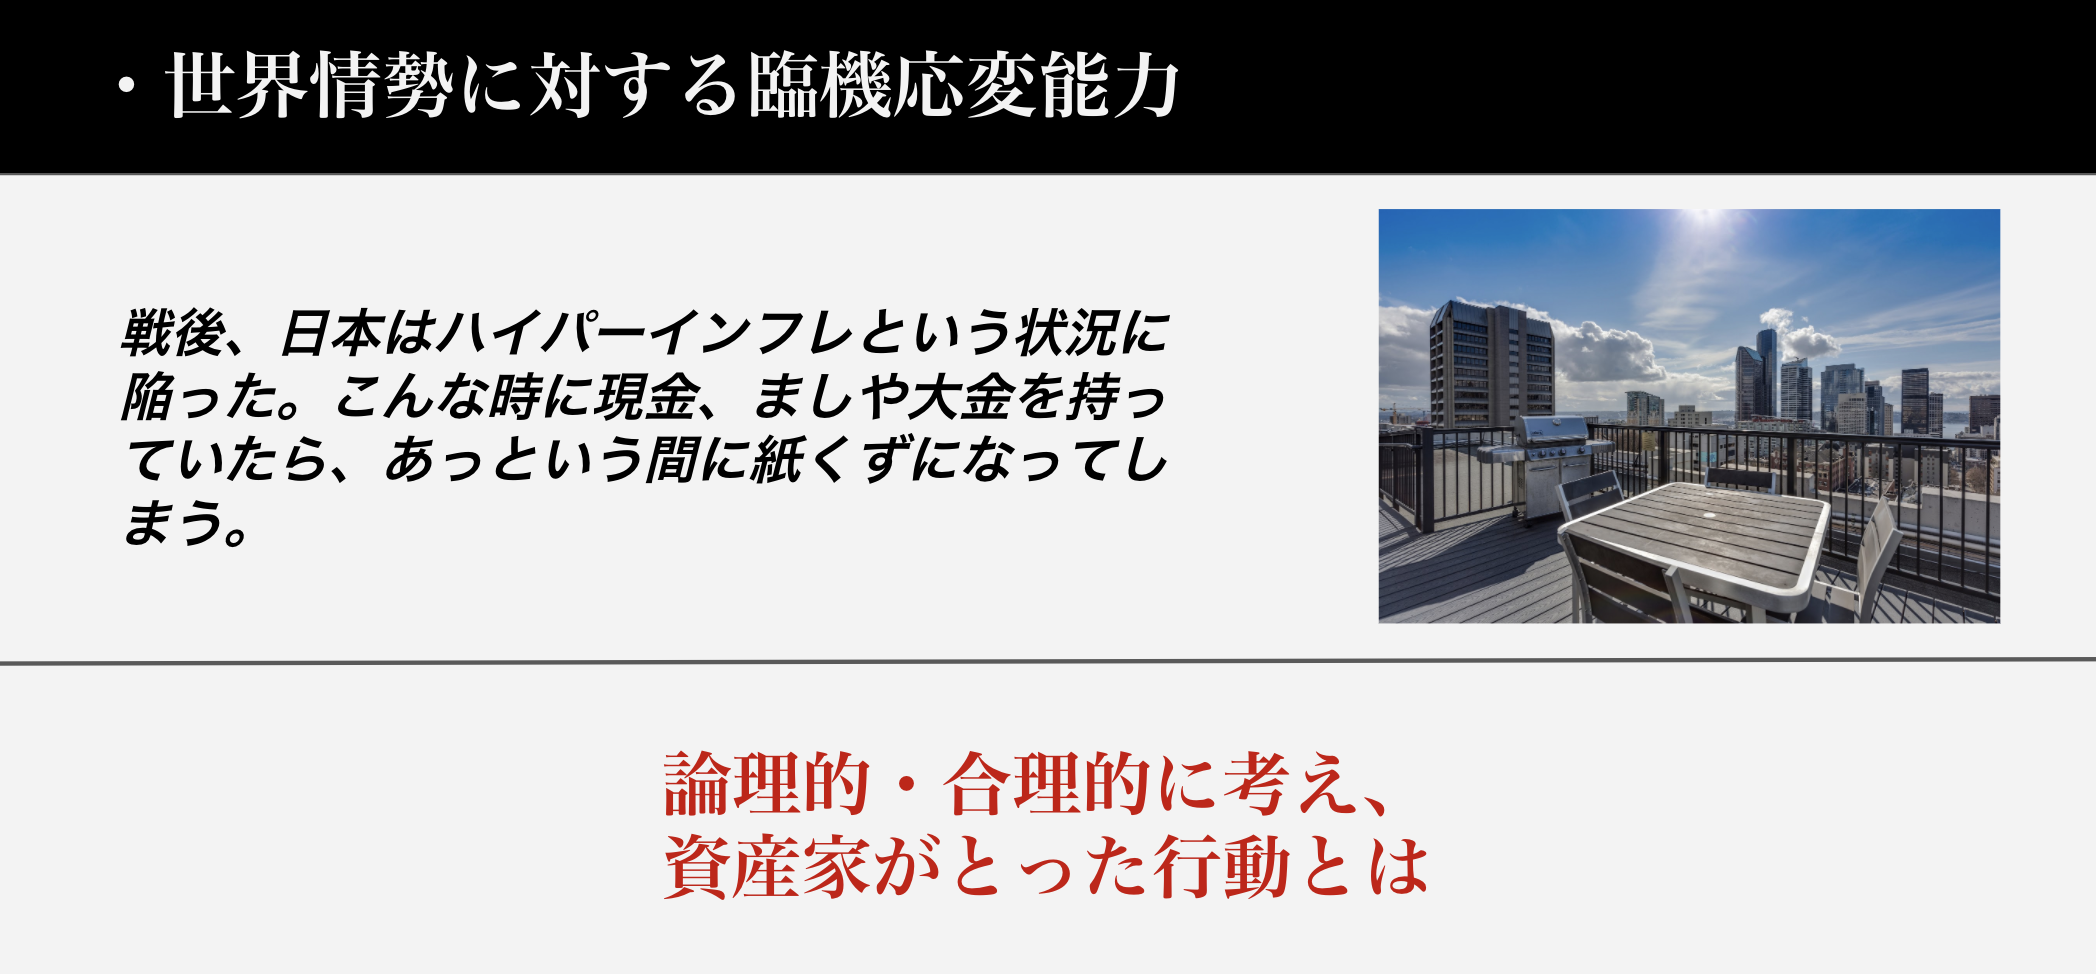 ・世界情勢に対する臨機応変能力
戦後、日本はハイパーインフレという状況に
陥った。こんな時に現金、ましや大金を持っ
ていたら、あっという間に紙くずになってし
まう。
論理的・合理的に考え、
資産家がとった行動とは